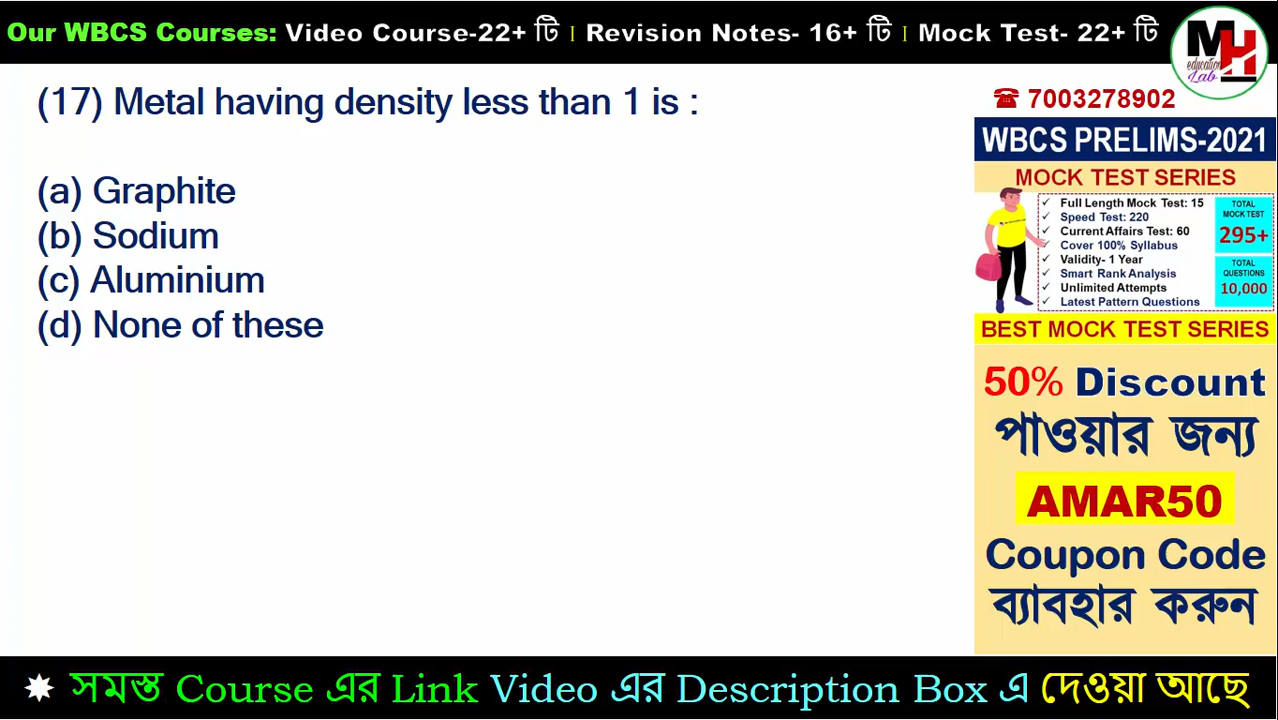 Our WBCS Courses: Video Course-22+ টি । Revision Notes- 16+ টি । Mock Test- 22+ টি
MH
education
Lab
(17) Metal having density less than 1 is :
(a) Graphite
(b) Sodium
(c) Aluminium
(d) None of these
☎ 7003278902
WBCS PRELIMS-2021
MOCK TEST SERIES
✓ Full Length Mock Test: 15
✓ Speed Test: 220
✓ Current Affairs Test: 60
✓ Cover 100% Syllabus
✓ Validity- 1 Year
✓ Smart Rank Analysis
✓ Unlimited Attempts
✓ Latest Pattern Questions
TOTAL
MOCK TEST
295+
TOTAL
QUESTIONS
10,000
BEST MOCK TEST SERIES
50% Discount
পাওয়ার জন্য
AMAR50
Coupon Code
ব্যাবহার করুন
✸ সমস্ত Course এর Link Video এর Description Box এ দেওয়া আছে